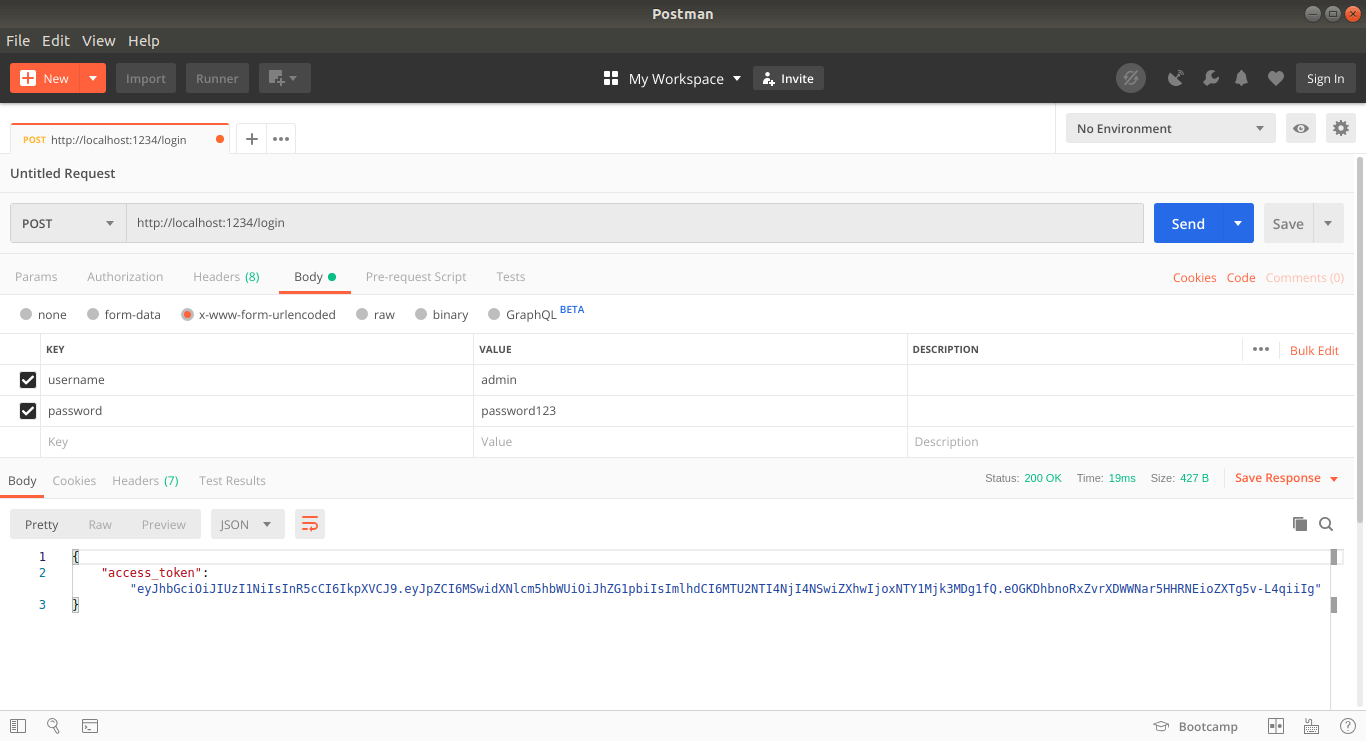 Postman
File Edit View Help
New Import Runner My Workspace Invite Sign In
POST http://localhost:1234/login No Environment
Untitled Request
POST http://localhost:1234/login Send Save
Params Authorization Headers (8) Body Pre-request Script Tests Cookies Code Comments (0)
none form-data x-www-form-urlencoded raw binary GraphQL BETA
KEY VALUE DESCRIPTION Bulk Edit
username admin
password password123
Key Value Description
Body Cookies Headers (7) Test Results Status: 200 OK Time: 19ms Size: 427 B Save Response
Pretty Raw Preview JSON
1 {
2 "access_token":
"eyJhbGciOiJIUzI1NiIsInR5cCI6IkpXVCJ9.eyJpZCI6MSwidXNlcm5hbWUiOiJhZG1pbiIsImlhdCI6MTU2NTI4NjI4NSwiZXhwIjoxNTY1Mjk3MDg1fQ.eOGKDhbnoRxZvrXDWWNar5HHRNEioZXTg5v-L4qiiIg"
3 }
Bootcamp